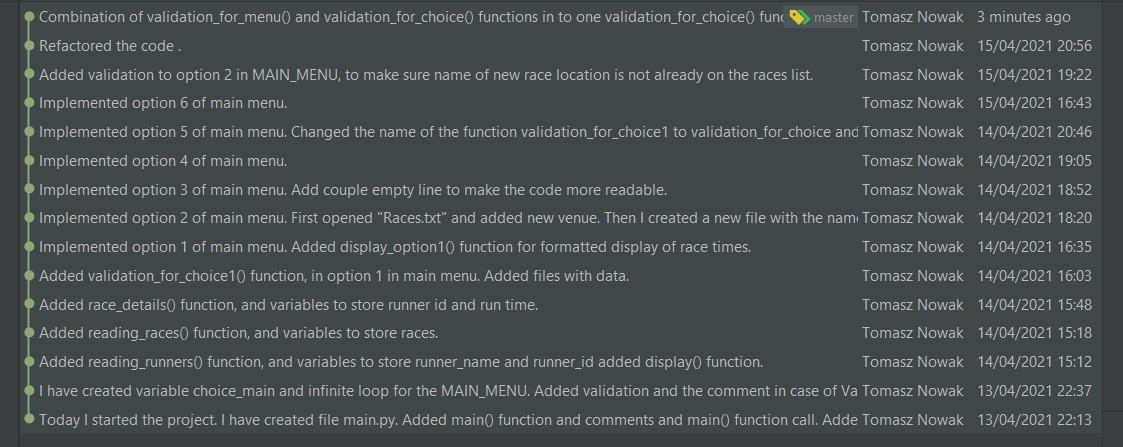 Combination of validation_for_menu() and validation_for_choice() functions in to one validation_for_choice() func master Tomasz Nowak 3 minutes ago
Refactored the code . Tomasz Nowak 15/04/2021 20:56
Added validation to option 2 in MAIN_MENU, to make sure name of new race location is not already on the races list. Tomasz Nowak 15/04/2021 19:22
Implemented option 6 of main menu. Tomasz Nowak 15/04/2021 16:43
Implemented option 5 of main menu. Changed the name of the function validation_for_choice1 to validation_for_choice and Tomasz Nowak 14/04/2021 20:46
Implemented option 4 of main menu. Tomasz Nowak 14/04/2021 19:05
Implemented option 3 of main menu. Add couple empty line to make the code more readable. Tomasz Nowak 14/04/2021 18:52
Implemented option 2 of main menu. First opened "Races.txt" and added new venue. Then I created a new file with the name Tomasz Nowak 14/04/2021 18:20
Implemented option 1 of main menu. Added display_option1() function for formatted display of race times. Tomasz Nowak 14/04/2021 16:35
Added validation_for_choice1() function, in option 1 in main menu. Added files with data. Tomasz Nowak 14/04/2021 16:03
Added race_details() function, and variables to store runner id and run time. Tomasz Nowak 14/04/2021 15:48
Added reading_races() function, and variables to store races. Tomasz Nowak 14/04/2021 15:18
Added reading_runners() function, and variables to store runner_name and runner_id added display() function. Tomasz Nowak 14/04/2021 15:12
I have created variable choice_main and infinite loop for the MAIN_MENU. Added validation and the comment in case of Va Tomasz Nowak 13/04/2021 22:37
Today I started the project. I have created file main.py. Added main() function and comments and main() function call. Adde Tomasz Nowak 13/04/2021 22:13